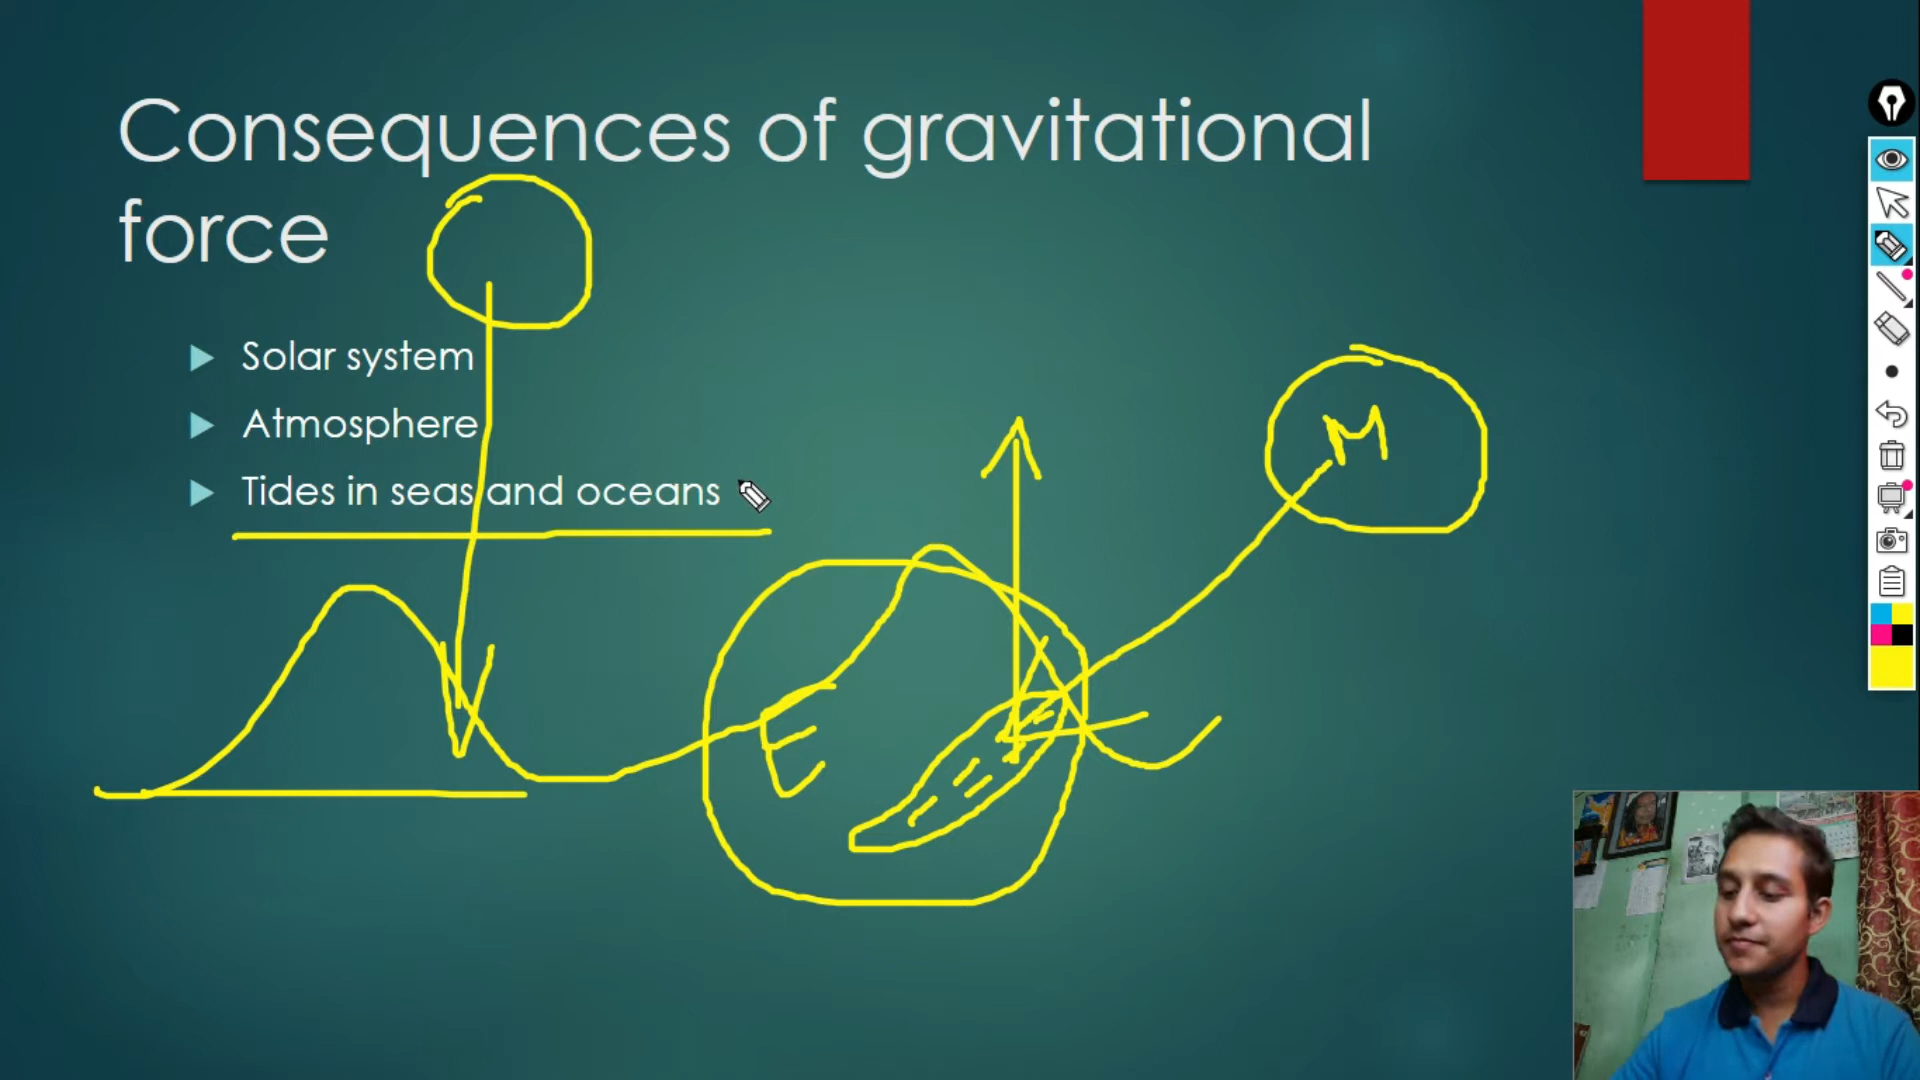 Consequences of gravitational
force
Solar system
Atmosphere
Tides in seas and oceans
M
E